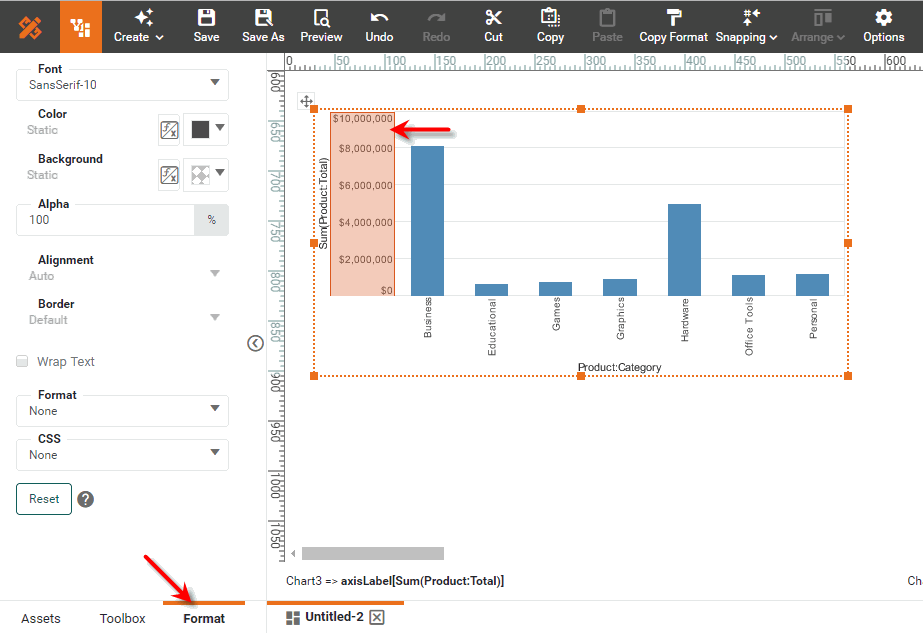 Create Save Save As Preview Undo Redo Cut Copy Paste Copy Format Snapping Arrange Options
Font
SansSerif-10
Color
Static
Background
Static
Alpha
100 %
Alignment
Auto
Border
Default
Wrap Text
Format
None
CSS
None
Reset ?
0 50 100 150 200 250 300 350 400 450 500 550 600
600
650
700
750
800
850
900
950
1000
1050
Sum(Product:Total)
$10,000,000
$8,000,000
$6,000,000
$4,000,000
$2,000,000
$0
Business Educational Games Graphics Hardware Office Tools Personal
Product:Category
Chart3 => axisLabel[Sum(Product:Total)] Ch
Assets Toolbox Format Untitled-2